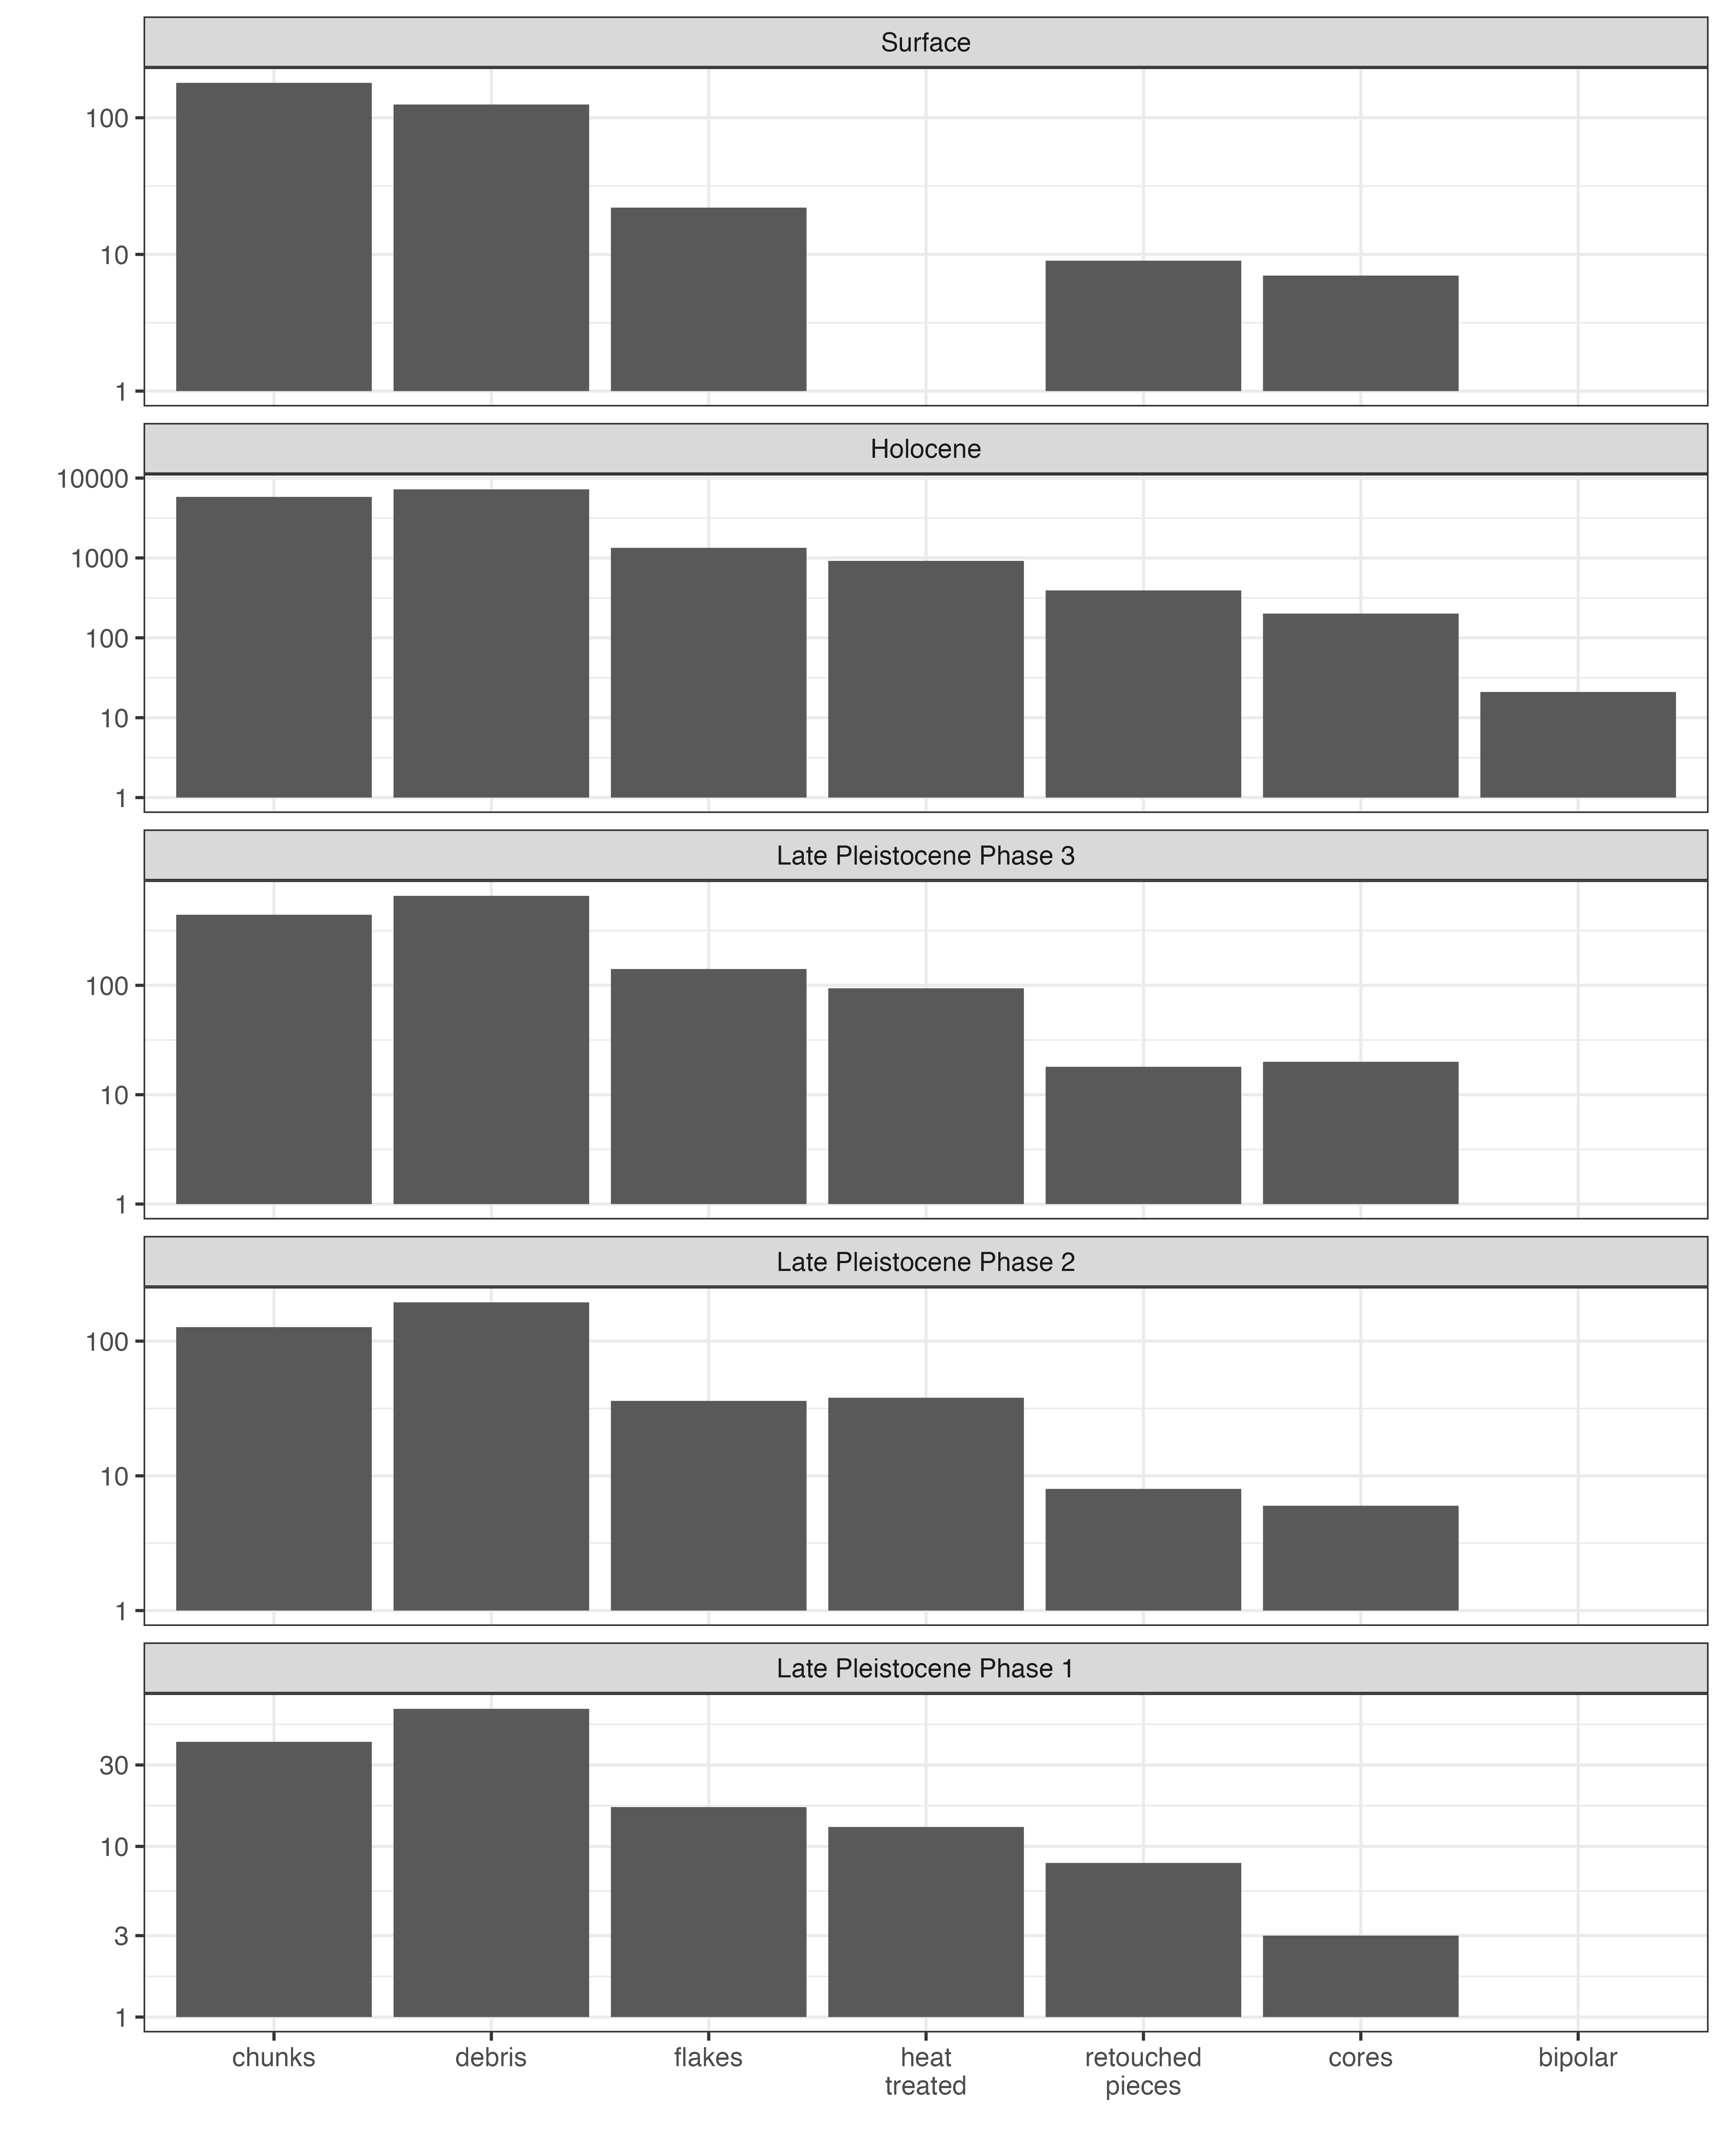 Surface
100
10
1
Holocene
10000
1000
100
10
1
Late Pleistocene Phase 3
100
10
1
Late Pleistocene Phase 2
100
10
1
Late Pleistocene Phase 1
30
10
3
1
chunks debris flakes heat retouched cores bipolar
treated pieces